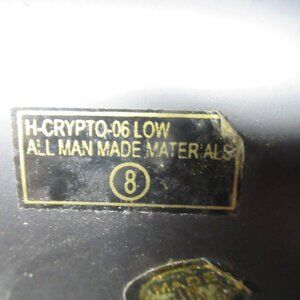 H-CRYPTO-06 LOW
ALL MAN MADE MATERIALS
8